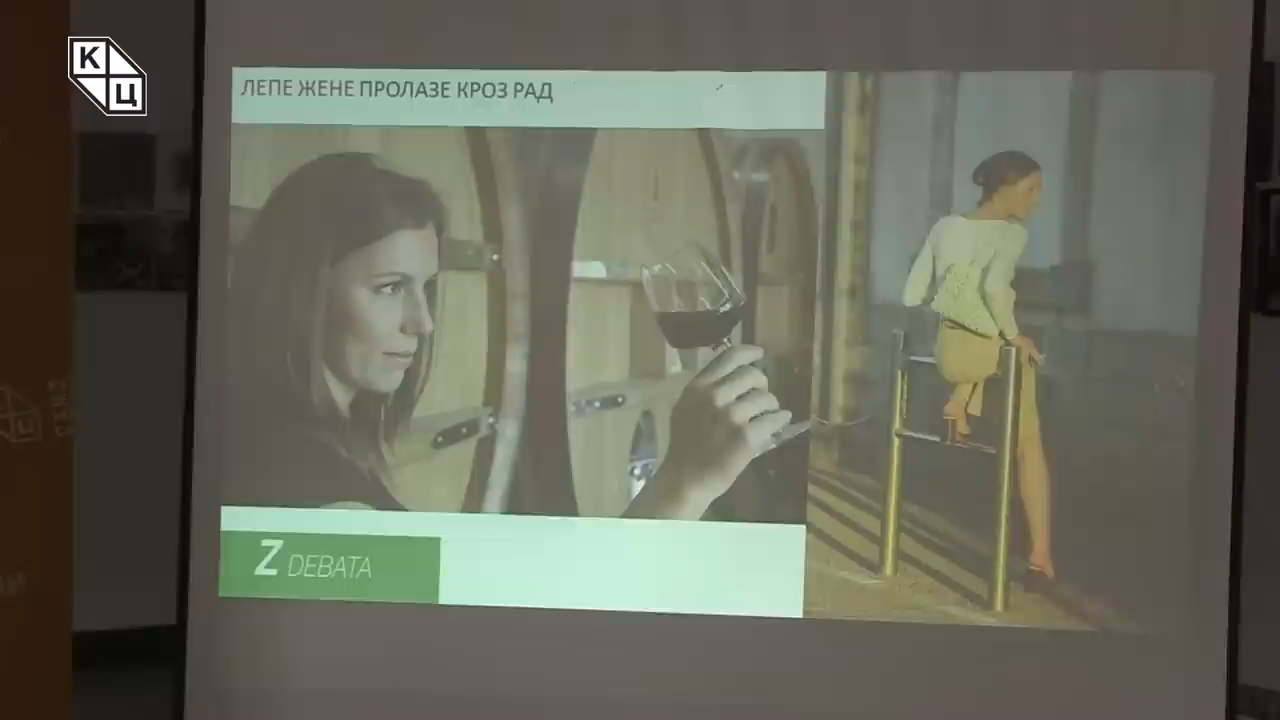 К
Ц
ЛЕПЕ ЖЕНЕ ПРОЛАЗЕ КРОЗ РАД
Z DEBATA